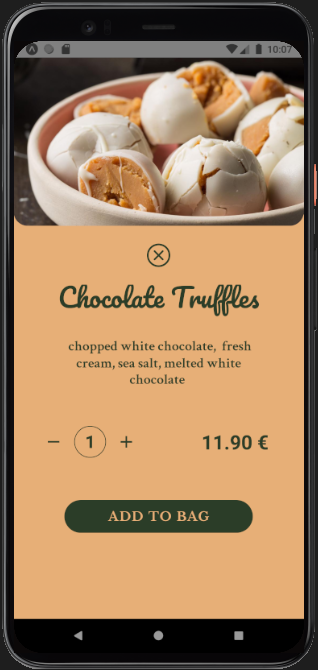 10:07
Chocolate Truffles
chopped white chocolate, fresh
cream, sea salt, melted white
chocolate
− 1 + 11.90 €
ADD TO BAG